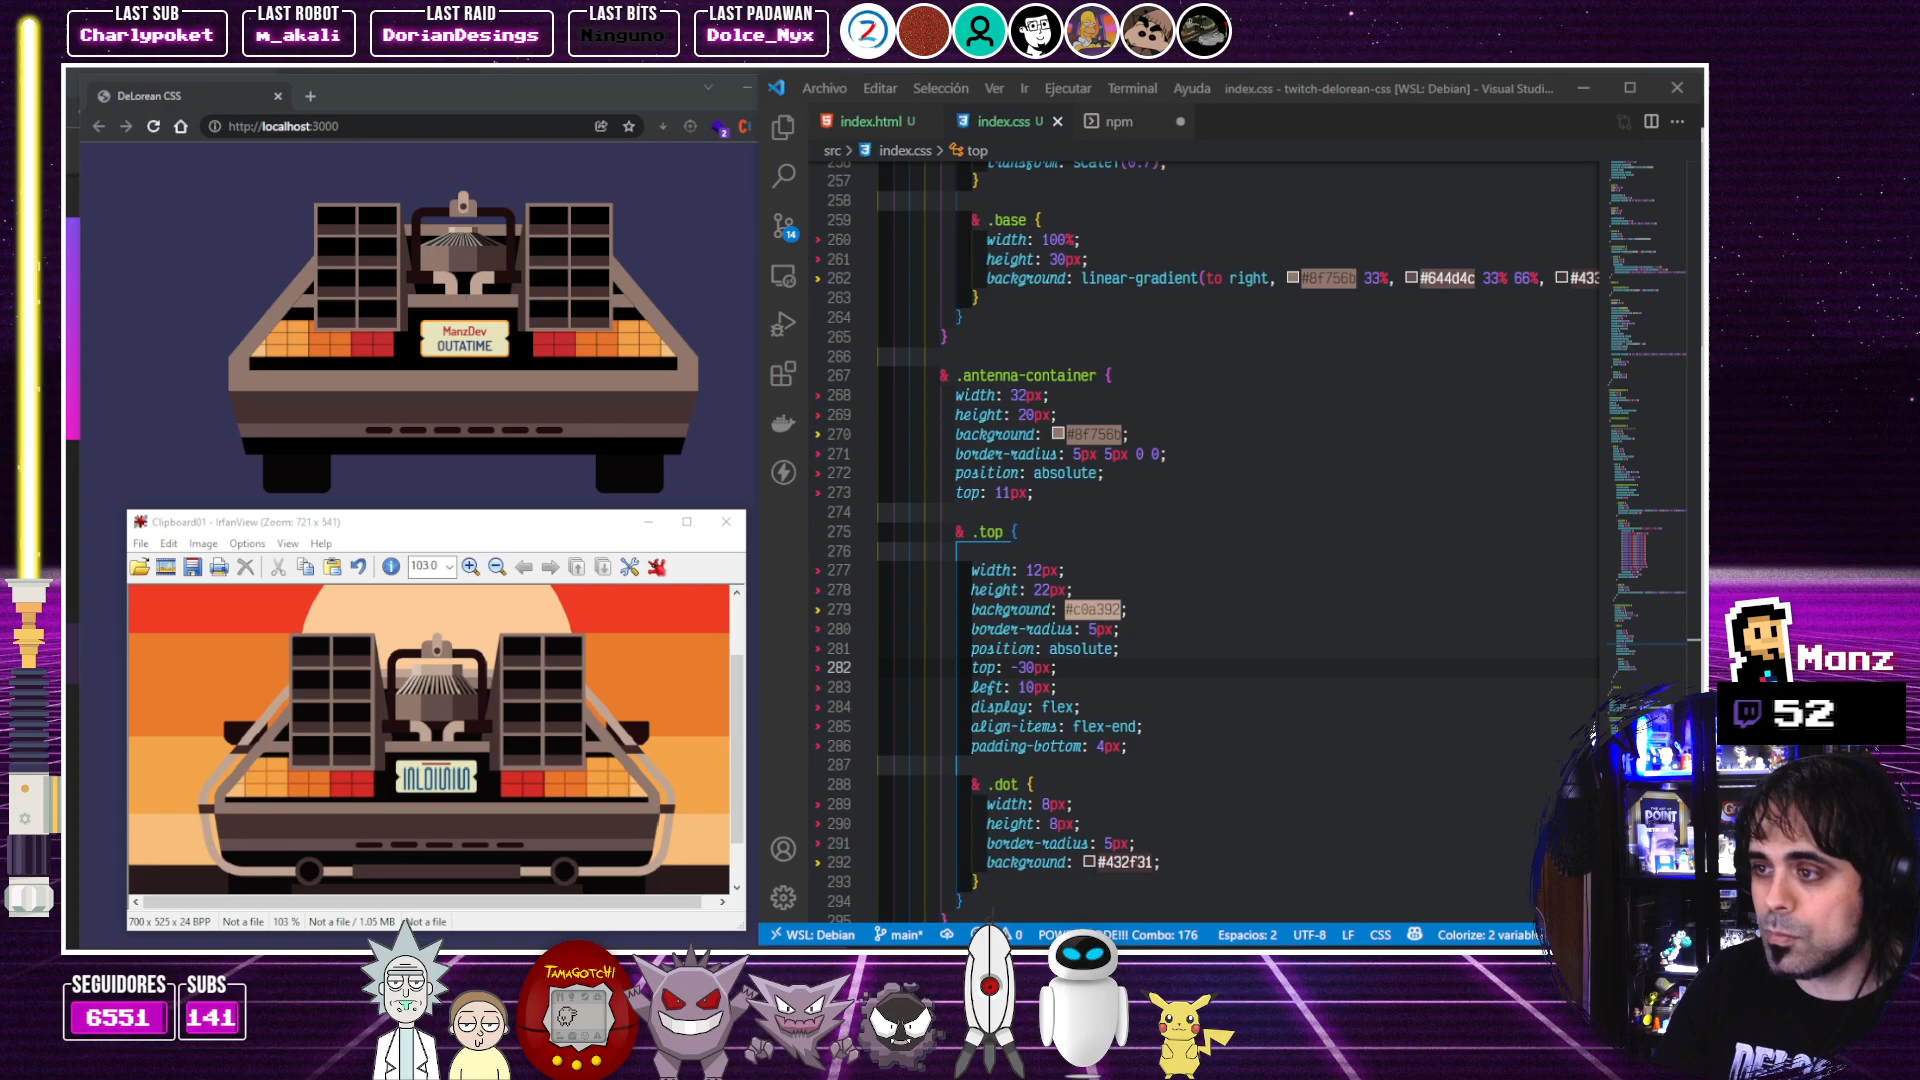 LAST SUB
Charlypoket
LAST ROBOT
m_akali
LAST RAID
DorianDesings
LAST BITS
Ninguno
LAST PADAWAN
Dolce_Nyx
DeLorean CSS
http://localhost:3000
ManzDev
OUTATIME
Clipboard01 - IrfanView (Zoom: 721 x 541)
File Edit Image Options View Help
103.0
700 x 525 x 24 BPP Not a file 103 % Not a file / 1.05 MB Not a file
Archivo Editar Selección Ver Ir Ejecutar Terminal Ayuda index.css - twitch-delorean-css [WSL: Debian] - Visual Studi...
index.html U index.css U npm
src > index.css > top
14
256 transform: scale(0.7);
257 }
258
259 & .base {
260 width: 100%;
261 height: 30px;
262 background: linear-gradient(to right, #8f756b 33%, #644d4c 33% 66%, #433
263 }
264 }
265 }
266
267 & .antenna-container {
268 width: 32px;
269 height: 20px;
270 background: #8f756b;
271 border-radius: 5px 5px 0 0;
272 position: absolute;
273 top: 11px;
274
275 & .top {
276
277 width: 12px;
278 height: 22px;
279 background: #c0a392;
280 border-radius: 5px;
281 position: absolute;
282 top: -30px;
283 left: 10px;
284 display: flex;
285 align-items: flex-end;
286 padding-bottom: 4px;
287
288 & .dot {
289 width: 8px;
290 height: 8px;
291 border-radius: 5px;
292 background: #432f31;
293 }
294 }
295 }
WSL: Debian main* 0 Combo: 176 Espacios: 2 UTF-8 LF CSS Colorize: 2 variabl
Manz
52
SEGUIDORES
6551
SUBS
141
TAMAGOTCHI